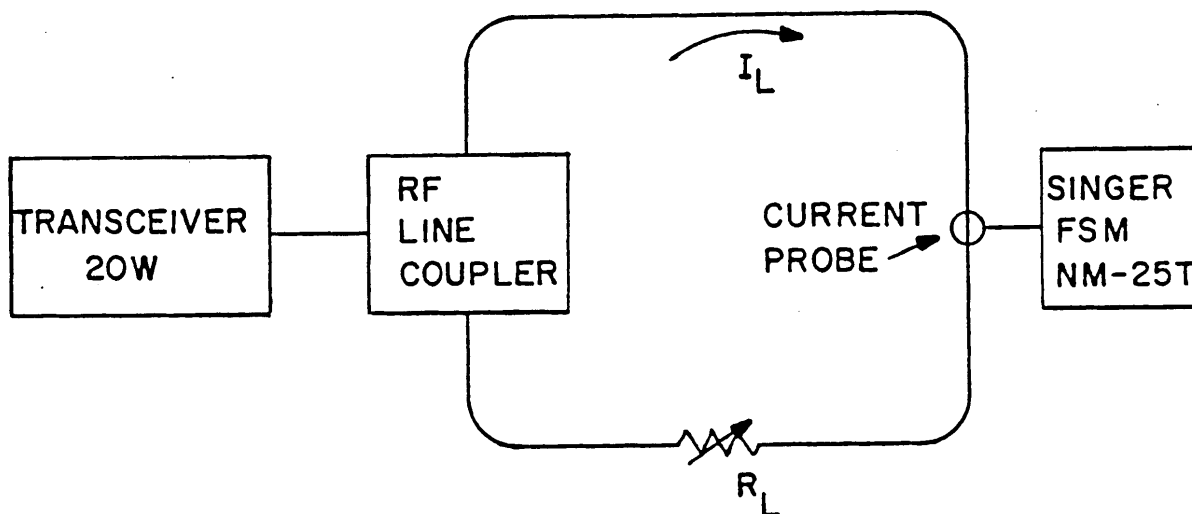 I_L
TRANSCEIVER
20W
RF
LINE
COUPLER
CURRENT
PROBE
SINGER
FSM
NM-25T
R_L